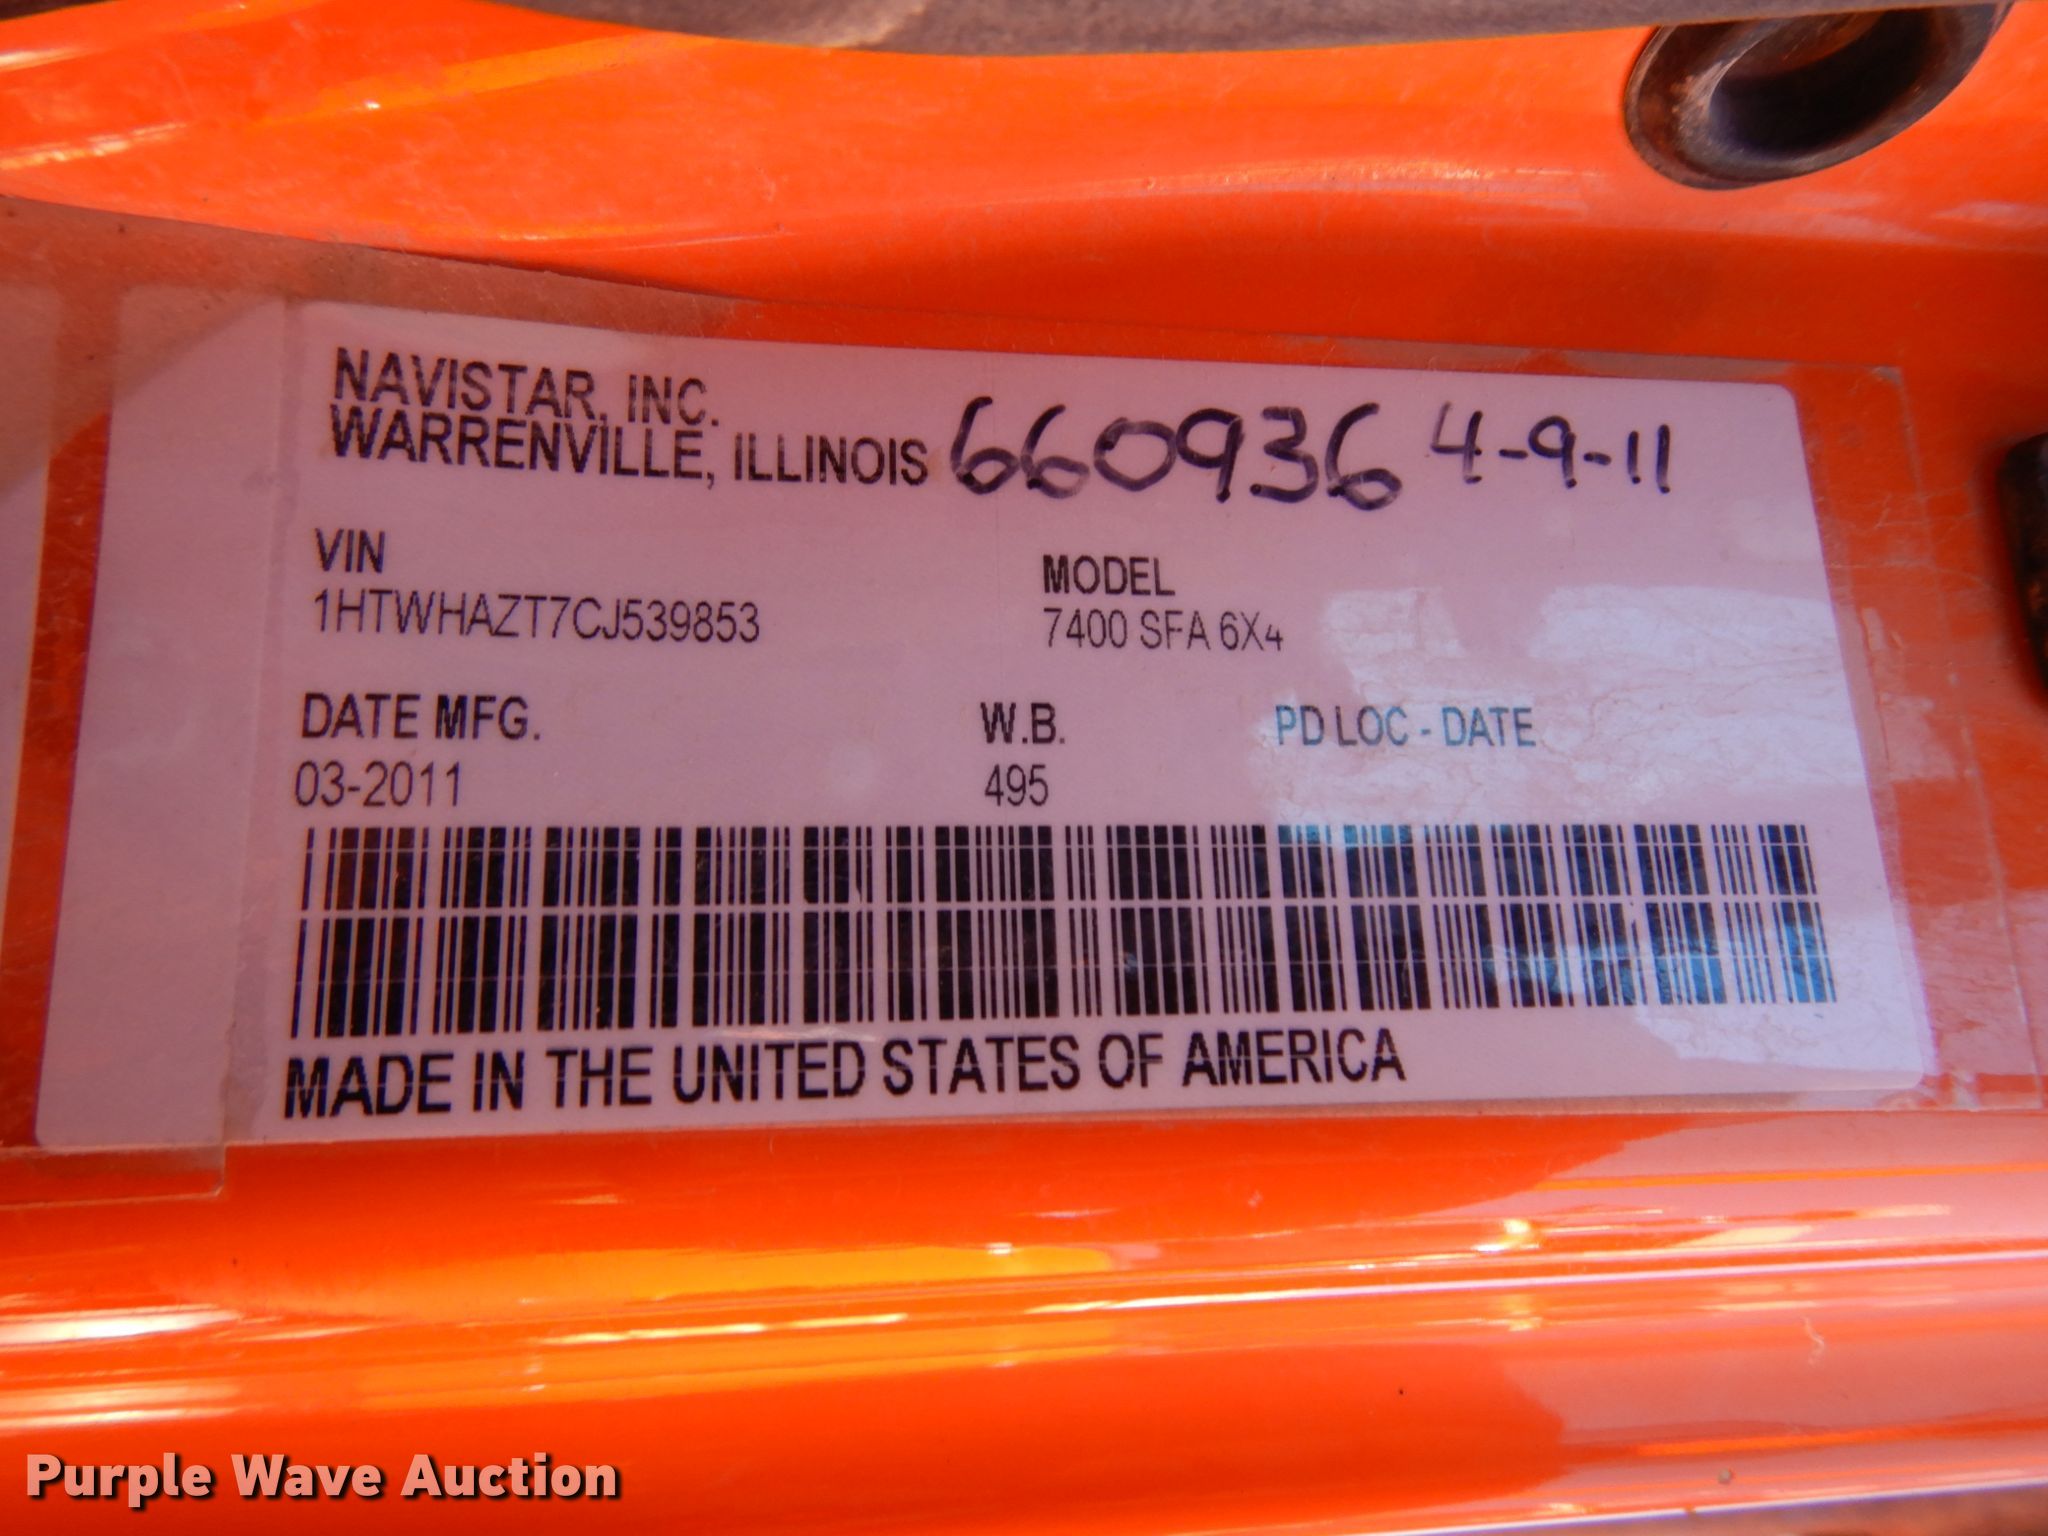 NAVISTAR, INC.
WARRENVILLE, ILLINOIS 660936 4-9-11
VIN MODEL
1HTWHAZT7CJ539853 7400 SFA 6X4
DATE MFG. W.B. PD LOC - DATE
03-2011 495
MADE IN THE UNITED STATES OF AMERICA
Purple Wave Auction